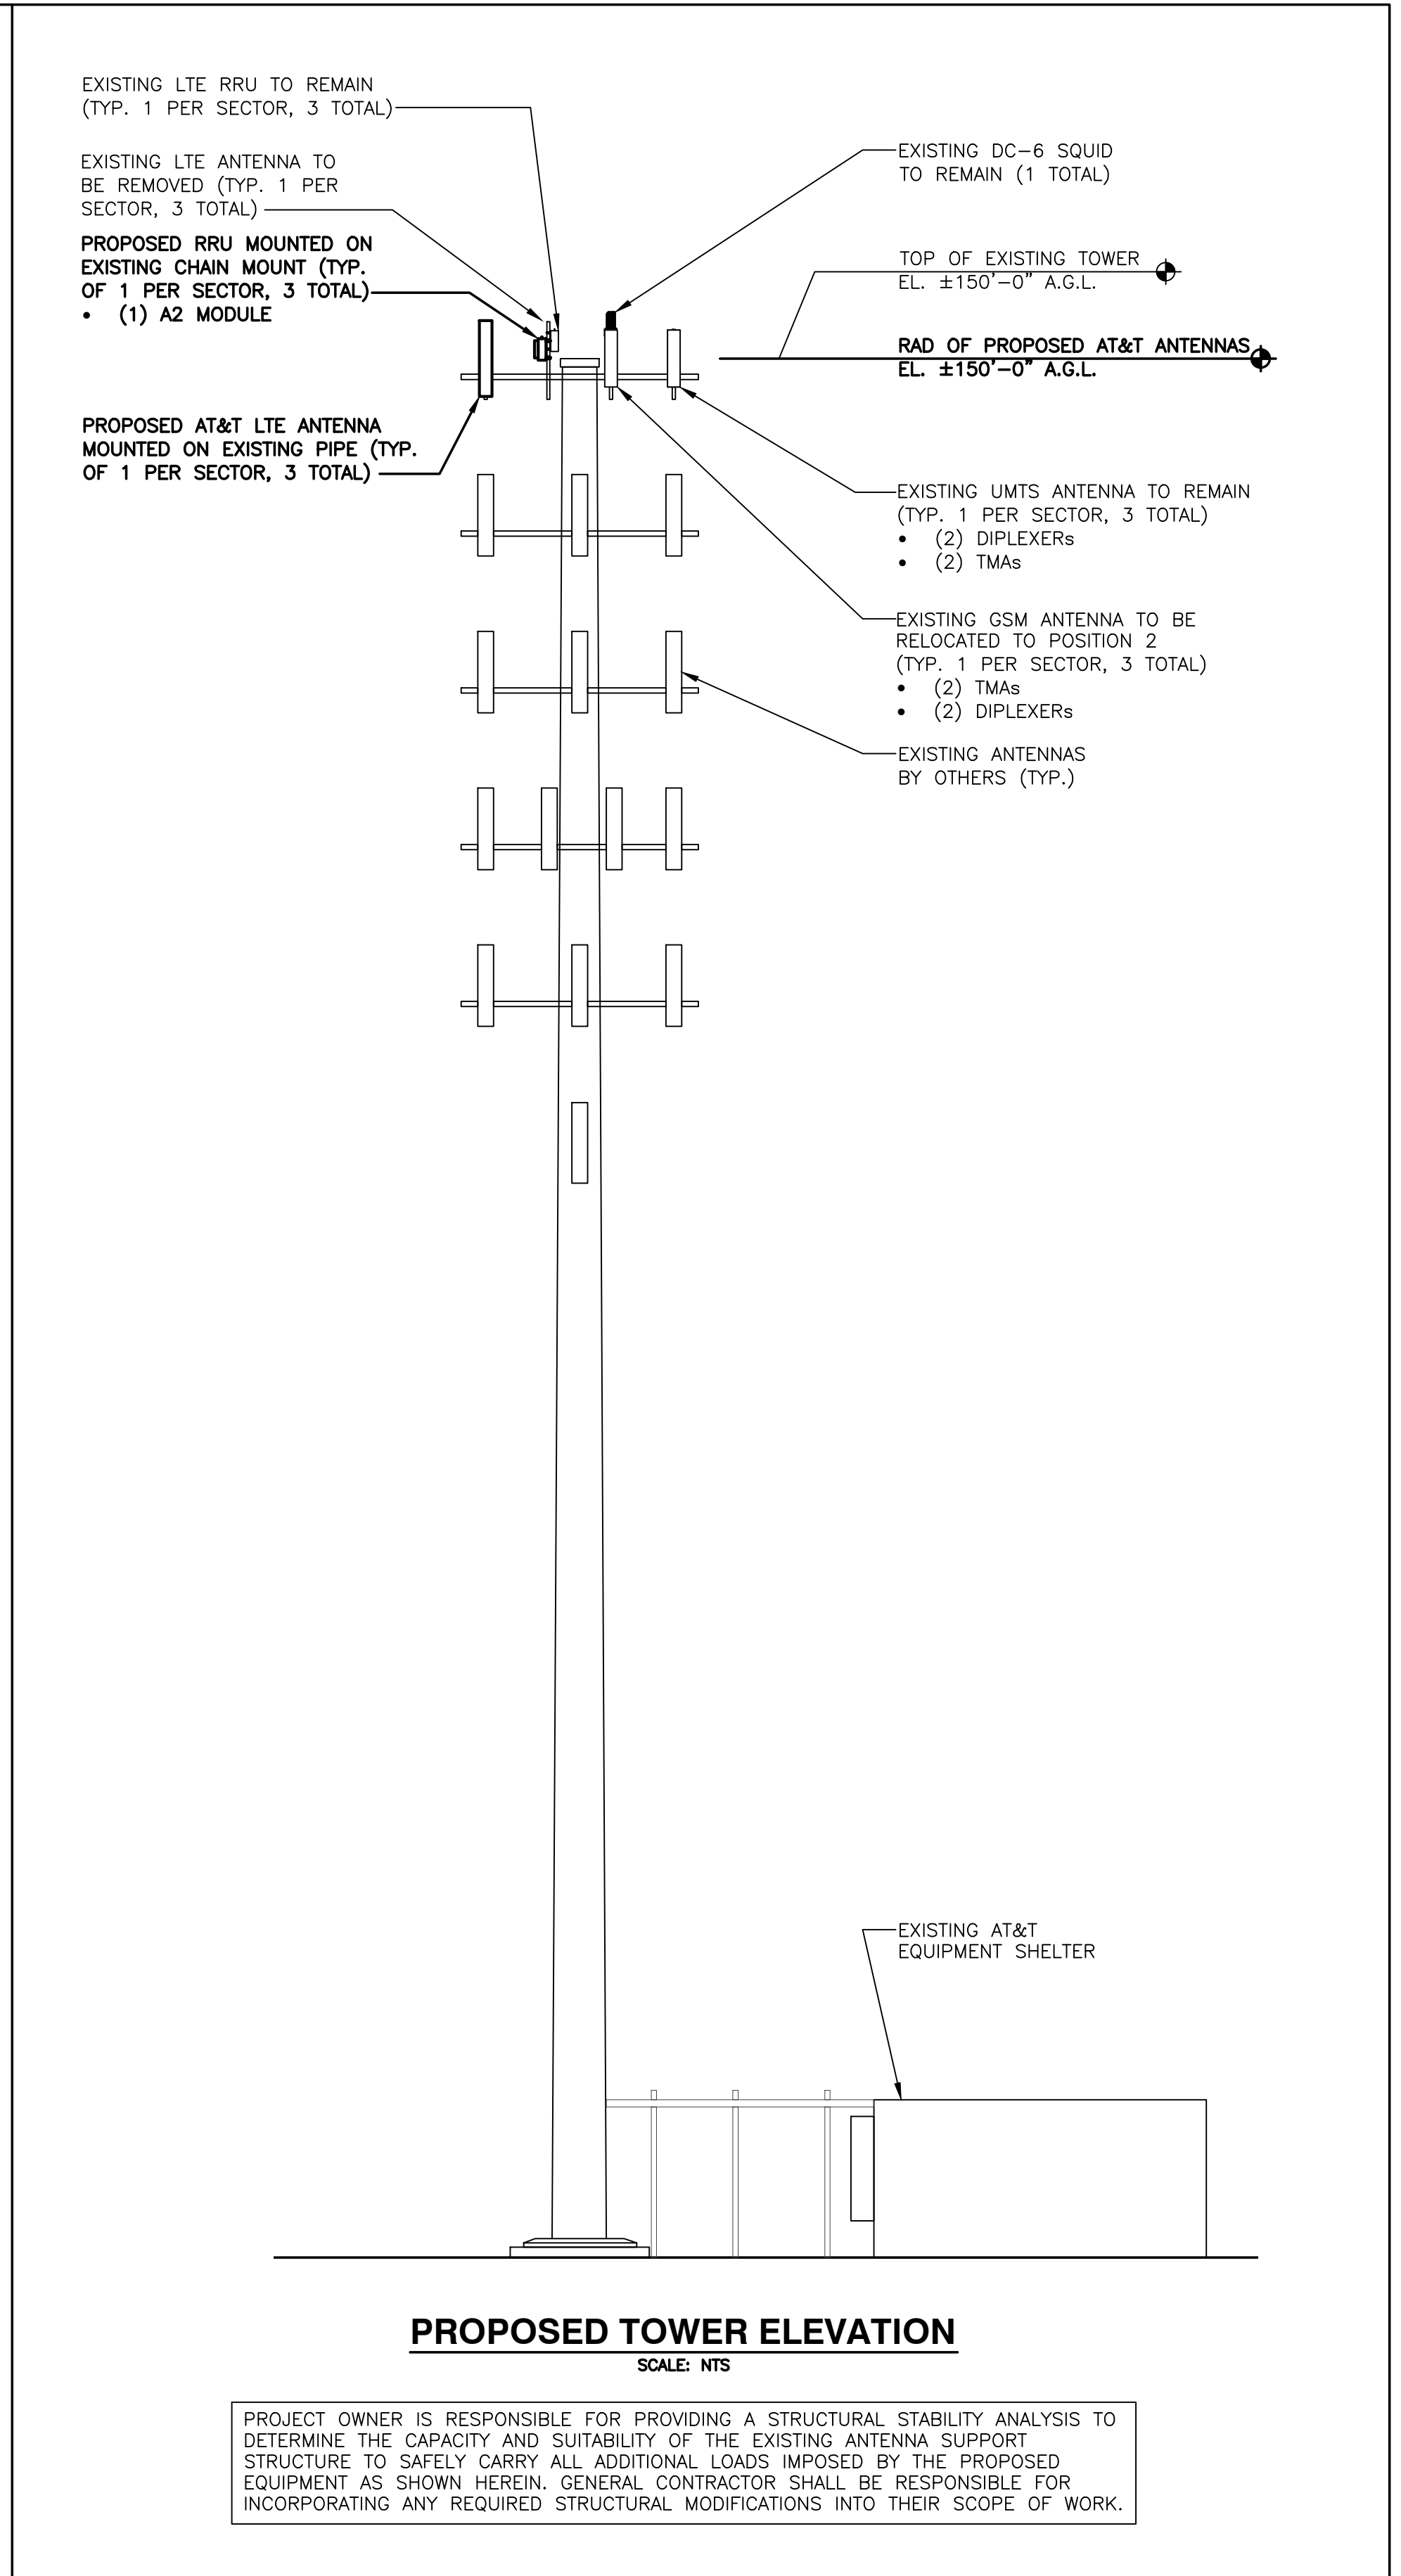 EXISTING LTE RRU TO REMAIN
(TYP. 1 PER SECTOR, 3 TOTAL)
EXISTING LTE ANTENNA TO
BE REMOVED (TYP. 1 PER
SECTOR, 3 TOTAL)
PROPOSED RRU MOUNTED ON
EXISTING CHAIN MOUNT (TYP.
OF 1 PER SECTOR, 3 TOTAL)
• (1) A2 MODULE
PROPOSED AT&T LTE ANTENNA
MOUNTED ON EXISTING PIPE (TYP.
OF 1 PER SECTOR, 3 TOTAL)
EXISTING DC-6 SQUID
TO REMAIN (1 TOTAL)
TOP OF EXISTING TOWER
EL. ±150'-0" A.G.L.
RAD OF PROPOSED AT&T ANTENNAS
EL. ±150'-0" A.G.L.
EXISTING UMTS ANTENNA TO REMAIN
(TYP. 1 PER SECTOR, 3 TOTAL)
• (2) DIPLEXERs
• (2) TMAs
EXISTING GSM ANTENNA TO BE
RELOCATED TO POSITION 2
(TYP. 1 PER SECTOR, 3 TOTAL)
• (2) TMAs
• (2) DIPLEXERs
EXISTING ANTENNAS
BY OTHERS (TYP.)
EXISTING AT&T
EQUIPMENT SHELTER
PROPOSED TOWER ELEVATION
SCALE: NTS
PROJECT OWNER IS RESPONSIBLE FOR PROVIDING A STRUCTURAL STABILITY ANALYSIS TO
DETERMINE THE CAPACITY AND SUITABILITY OF THE EXISTING ANTENNA SUPPORT
STRUCTURE TO SAFELY CARRY ALL ADDITIONAL LOADS IMPOSED BY THE PROPOSED
EQUIPMENT AS SHOWN HEREIN. GENERAL CONTRACTOR SHALL BE RESPONSIBLE FOR
INCORPORATING ANY REQUIRED STRUCTURAL MODIFICATIONS INTO THEIR SCOPE OF WORK.